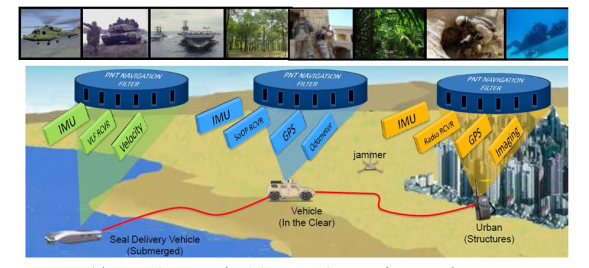 PNT NAVIGATION
FILTER
PNT NAVIGATION
FILTER
PNT NAVIGATION
FILTER
IMU
VLF RCVR
Velocity
IMU
SoOP RCVR
GPS
Odometer
IMU
Radio RCVR
GPS
Imaging
jammer
Vehicle
(In the Clear)
Urban
(Structures)
Seal Delivery Vehicle
(Submerged)